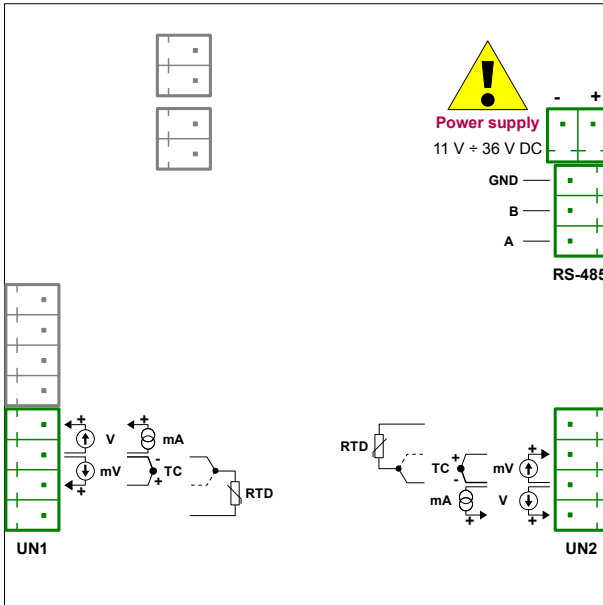 - +
Power supply
11 V ÷ 36 V DC
GND
B
A
RS-485
+ V + mA
- TC
+ mV +
RTD
UN1
RTD
TC + mV +
-
mA V
+ +
UN2